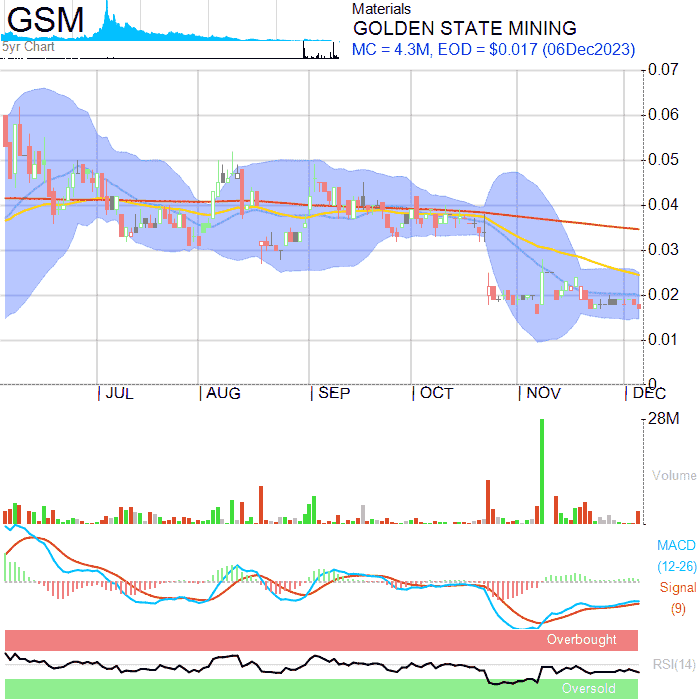 GSM
5yr Chart
Materials
GOLDEN STATE MINING
MC = 4.3M, EOD = $0.017 (06Dec2023)
0.07
0.06
0.05
0.04
0.03
0.02
0.01
0
JUL AUG SEP OCT NOV DEC
28M
Volume
MACD
(12-26)
Signal
(9)
Overbought
RSI(14)
Oversold